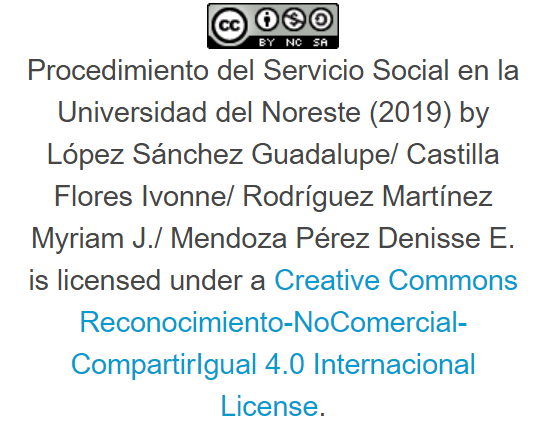 cc
BY NC SA
Procedimiento del Servicio Social en la
Universidad del Noreste (2019) by
López Sánchez Guadalupe/ Castilla
Flores Ivonne/ Rodríguez Martínez
Myriam J./ Mendoza Pérez Denisse E.
is licensed under a Creative Commons
Reconocimiento-NoComercial-
CompartirIgual 4.0 Internacional
License.